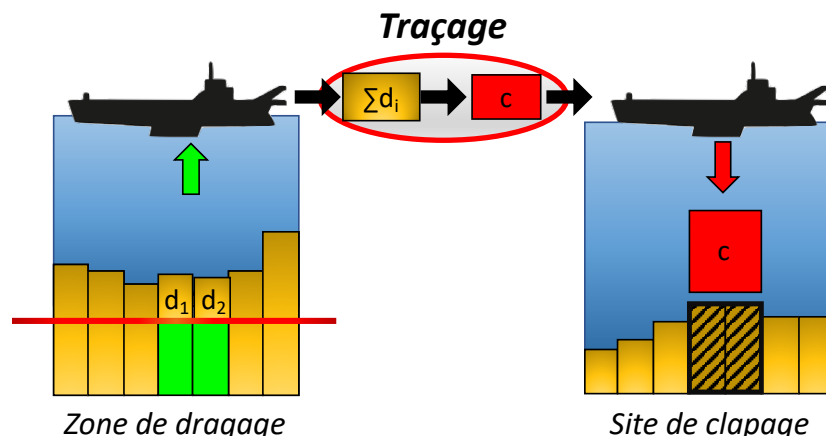 Traçage
∑dᵢ
c
c
d₁
d₂
Zone de dragage
Site de clapage